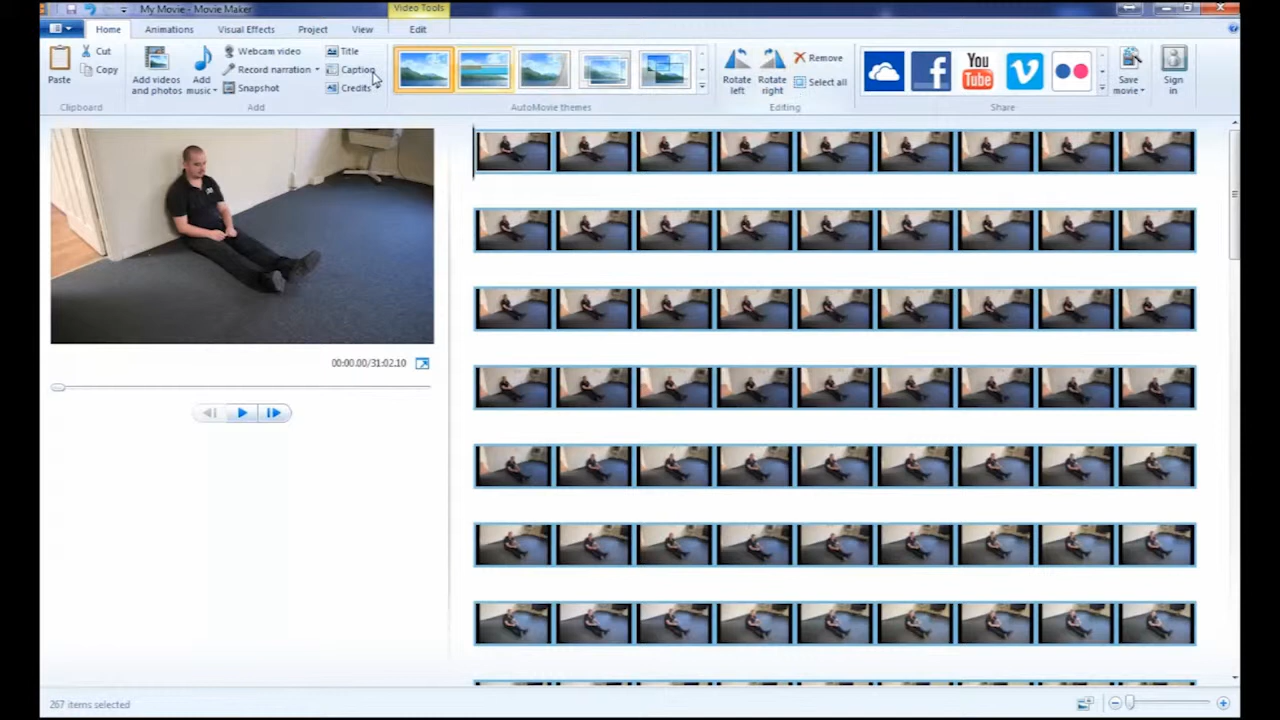 My Movie - Movie Maker
Video Tools
Home
Animations
Visual Effects
Project
View
Edit
Paste
Cut
Copy
Clipboard
Add videos
and photos
Add
music
Webcam video
Record narration
Snapshot
Title
Caption
Credits
Add
AutoMovie themes
Rotate
left
Rotate
right
Remove
Select all
Editing
f
You
Tube
V
Share
Save
movie
Sign
in
00:00.00/31:02.10
267 items selected